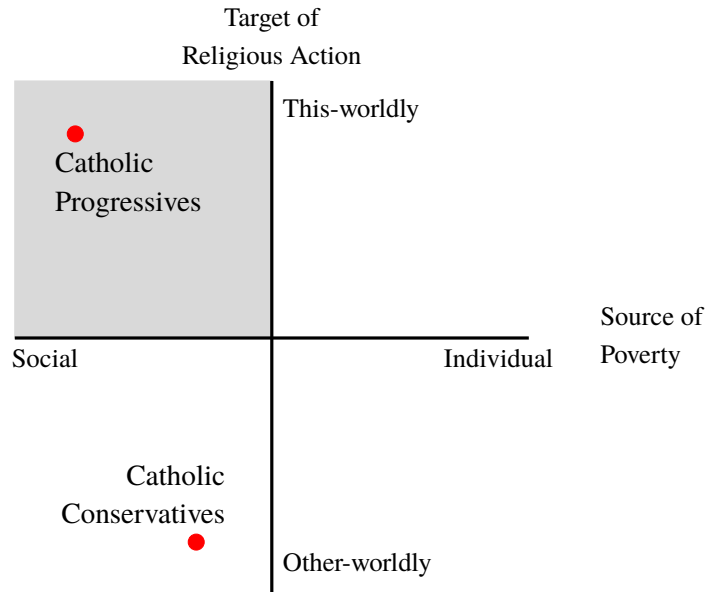 Target of
Religious Action
This-worldly
Catholic
Progressives
Source of
Poverty
Social
Individual
Catholic
Conservatives
Other-worldly